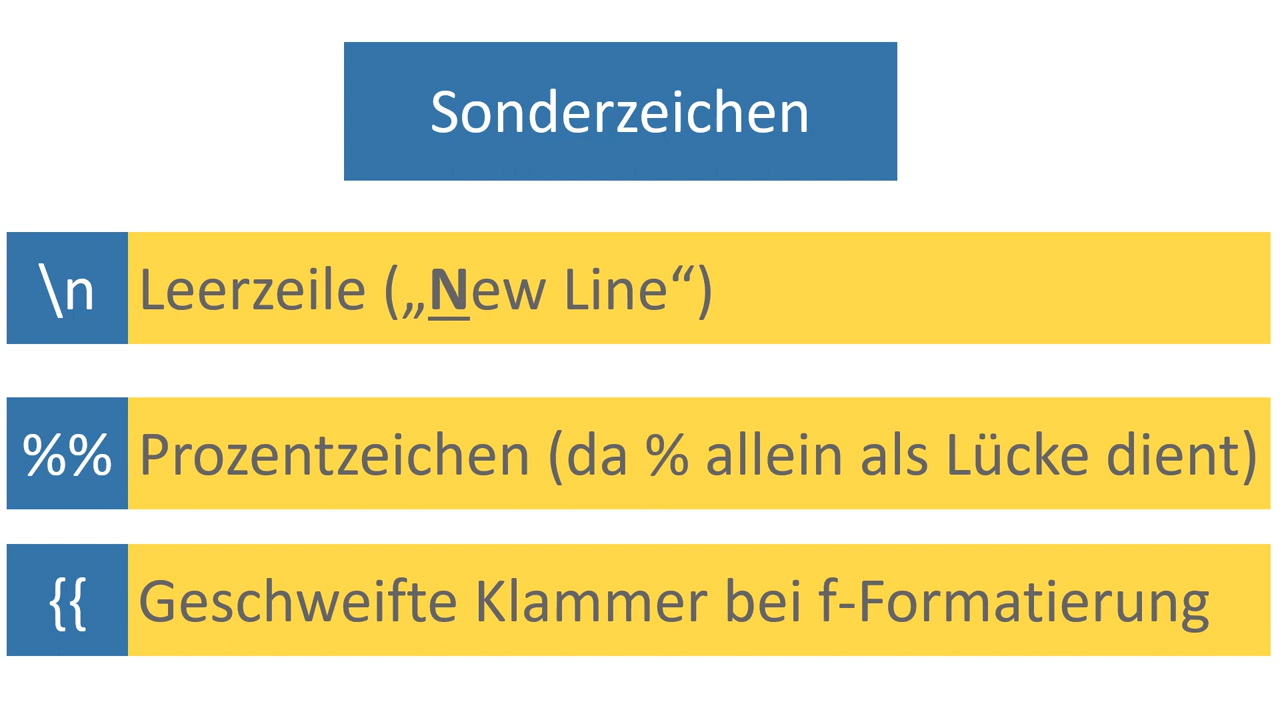 Sonderzeichen
\n Leerzeile („New Line“)
%% Prozentzeichen (da % allein als Lücke dient)
{{ Geschweifte Klammer bei f-Formatierung